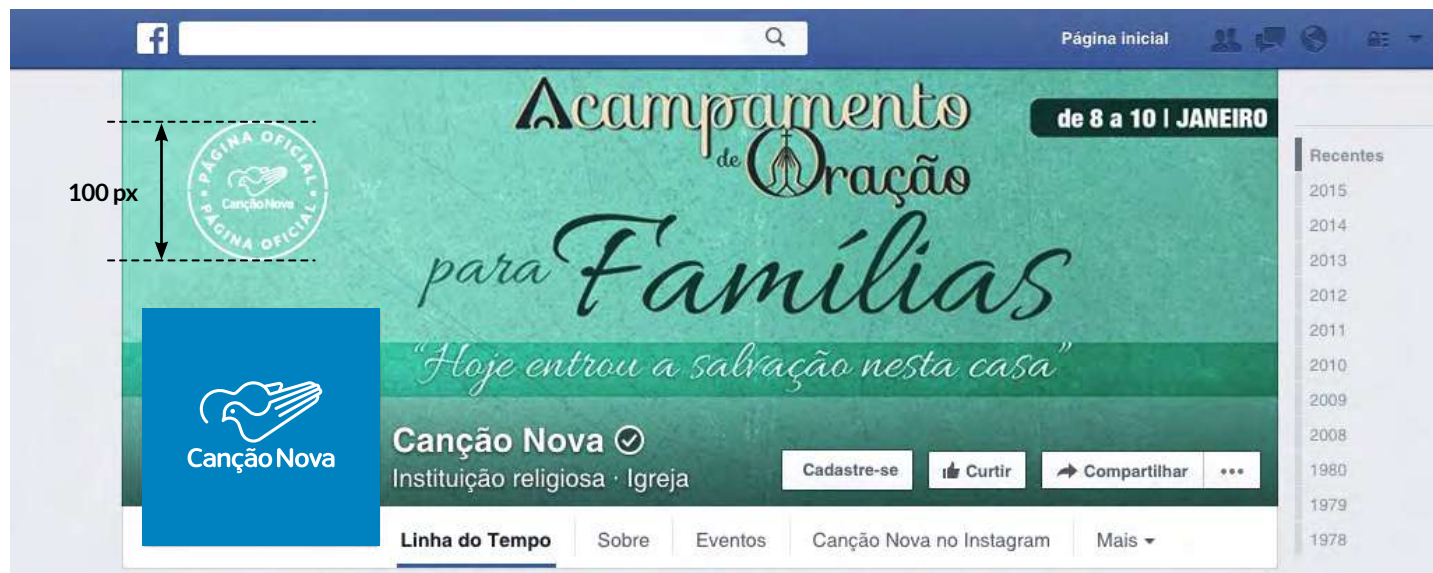 Página inicial
Acampamento
de Oração
de 8 a 10 | JANEIRO
para Famílias
“Hoje entrou a salvação nesta casa”
100 px
PÁGINA OFICIAL • PÁGINA OFICIAL •
Canção Nova
Canção Nova
Canção Nova
Instituição religiosa · Igreja
Cadastre-se
Curtir
Compartilhar
Linha do Tempo
Sobre
Eventos
Canção Nova no Instagram
Mais
Recentes
2015
2014
2013
2012
2011
2010
2009
2008
1980
1979
1978